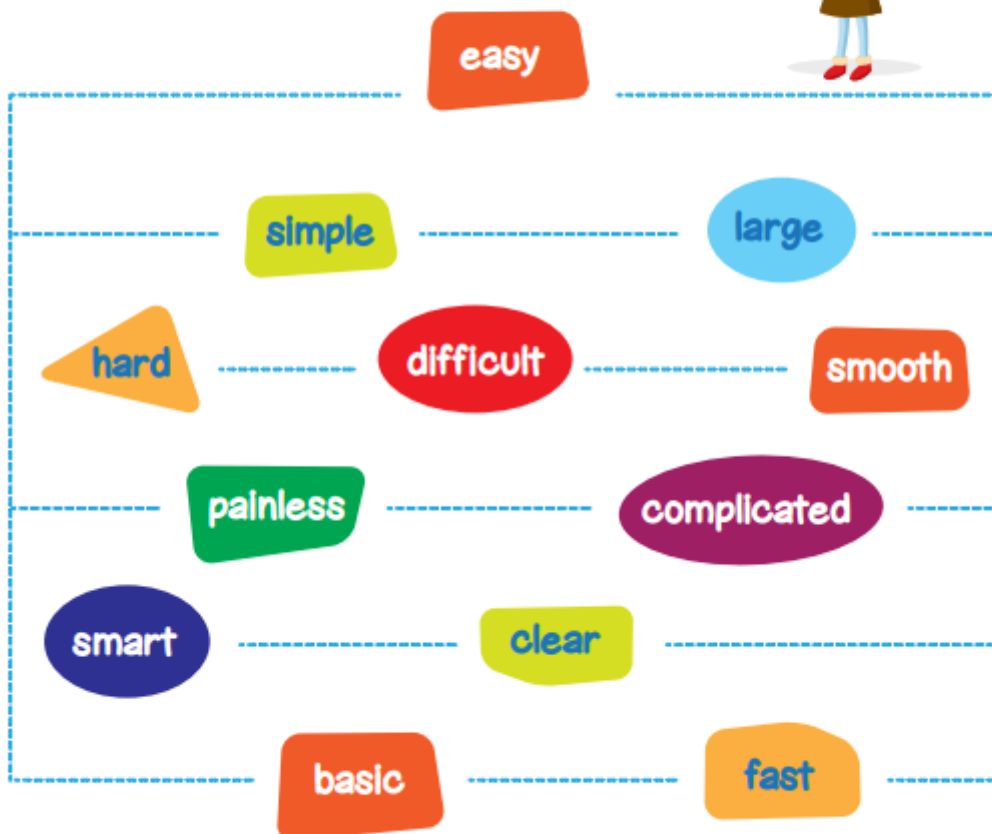 easy
simple large
hard difficult smooth
painless complicated
smart clear
basic fast